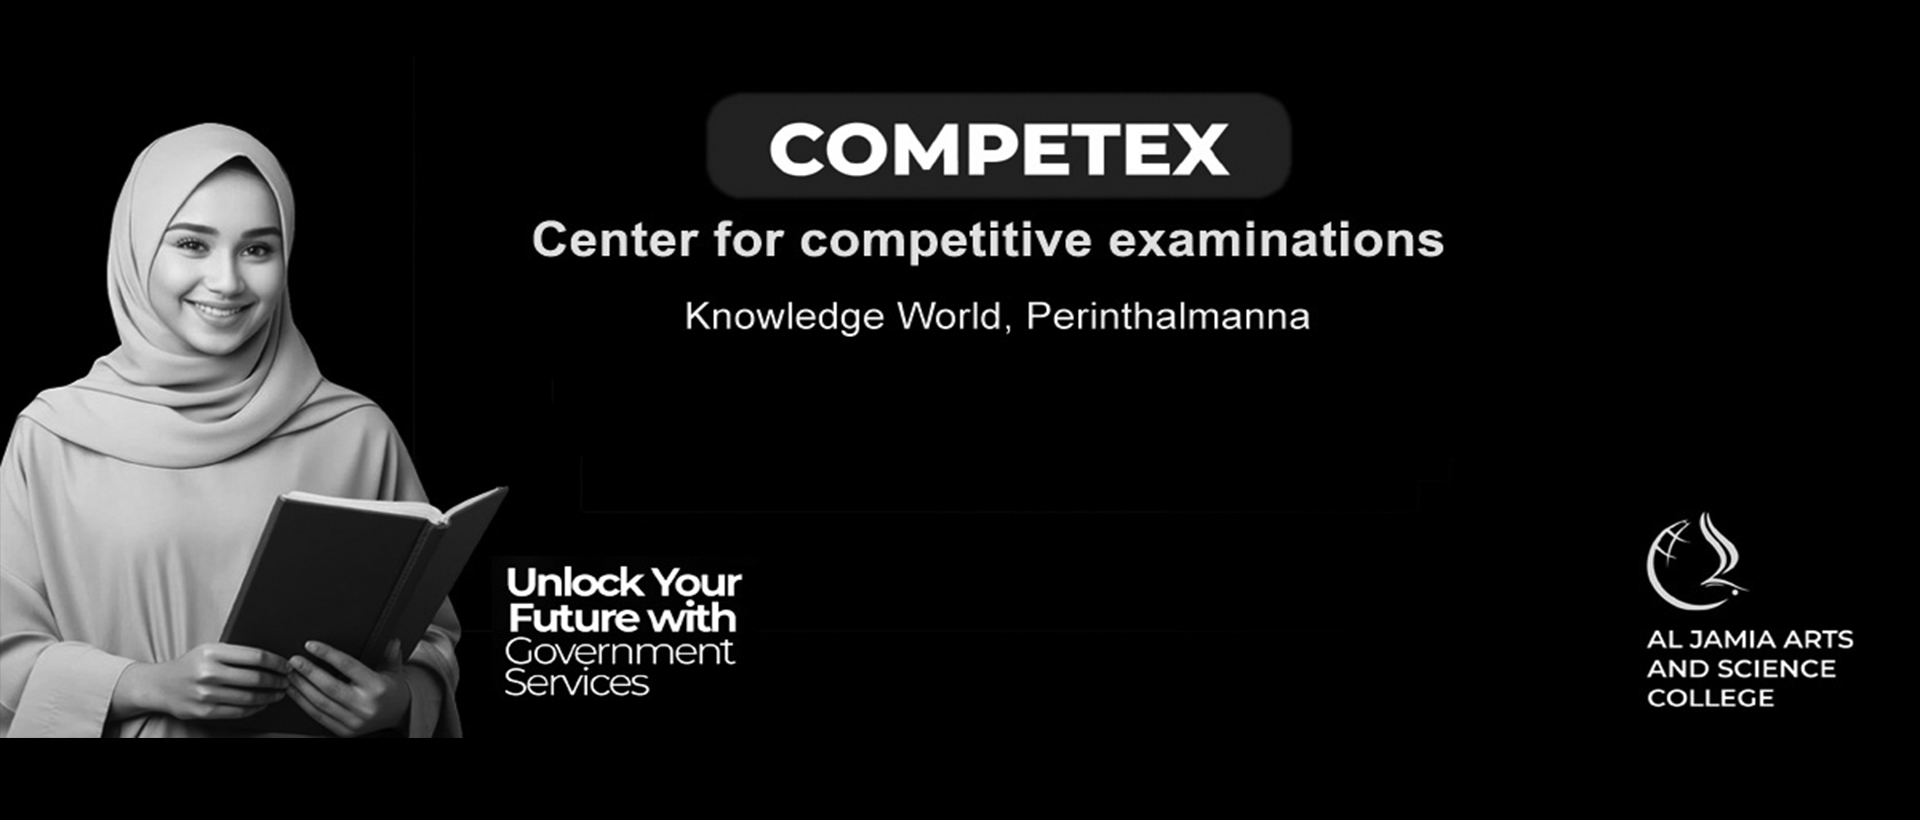 COMPETEX
Center for competitive examinations
Knowledge World, Perinthalmanna
Unlock Your
Future with
Government
Services
AL JAMIA ARTS
AND SCIENCE
COLLEGE